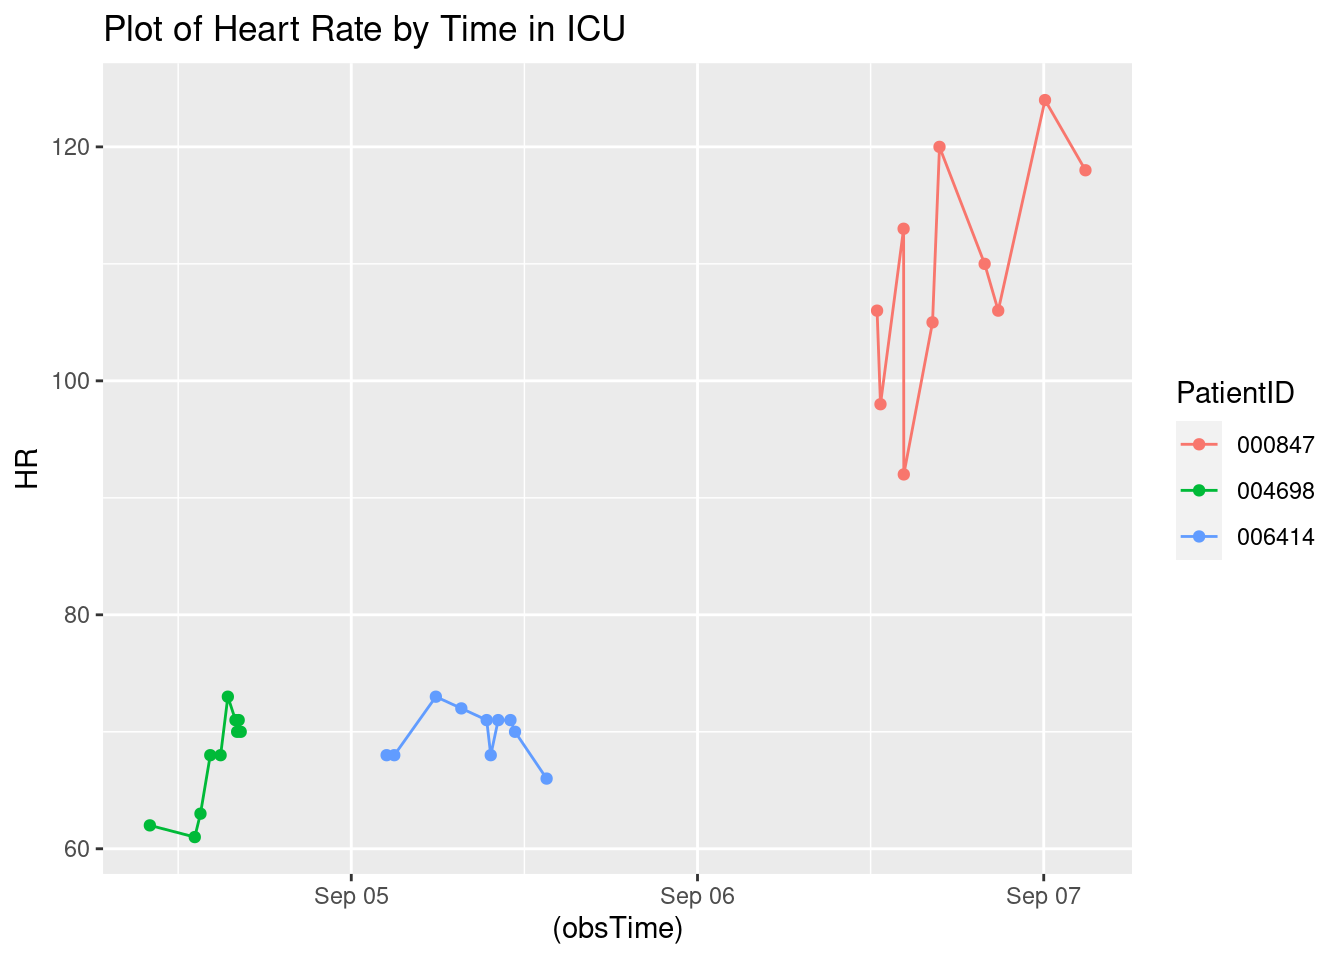 Plot of Heart Rate by Time in ICU
120
100
80
60
HR
Sep 05
Sep 06
Sep 07
(obsTime)
PatientID
000847
004698
006414